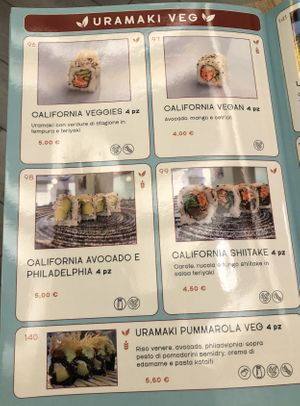 URAMAKI VEG
141
96
CALIFORNIA VEGGIES 4 pz
Uramaki con verdure di stagione in
tempura e teriyaki
5,00 €
97
CALIFORNIA VEGAN 4 pz
avocado, mango e cetrioli
4,00 €
98
CALIFORNIA AVOCADO E
PHILADELPHIA 4 pz
5,00 €
99
CALIFORNIA SHIITAKE 4 pz
Carote, rucola e fungo shiitake in
salsa teriyaki
4,50 €
140
URAMAKI PUMMAROLA VEG 4 pz
Riso venere, avocado, philadelphia: sopra
pesto di pomodorini semidry, crema di
edamame e pasta kataifi
5,50 €